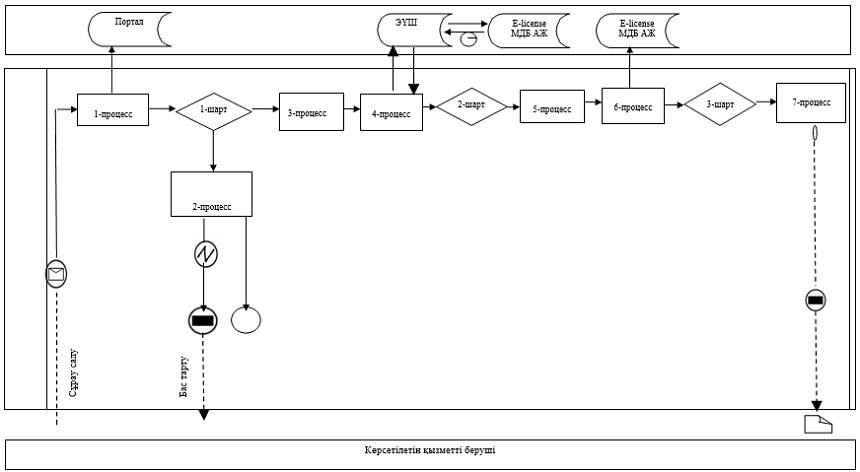 Портал
ЭҮШ
E-license
МДБ АЖ
E-license
МДБ АЖ
1-процесс
1-шарт
3-процесс
4-процесс
2-шарт
5-процесс
6-процесс
3-шарт
7-процесс
2-процесс
Сұрау салу
Бас тарту
Көрсетілетін қызметті беруші